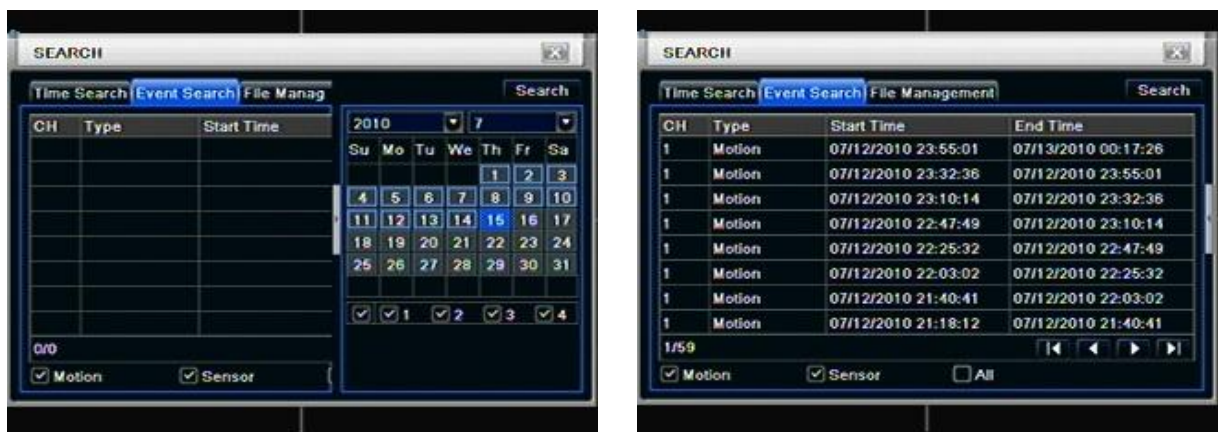 SEARCH
Time Search Event Search File Manag Search
CH Type Start Time
2010 7
Su Mo Tu We Th Fr Sa
1 2 3
4 5 6 7 8 9 10
11 12 13 14 15 16 17
18 19 20 21 22 23 24
25 26 27 28 29 30 31
1 2 3 4
0/0
Motion Sensor
SEARCH
Time Search Event Search File Management Search
CH Type Start Time End Time
1 Motion 07/12/2010 23:55:01 07/13/2010 00:17:26
1 Motion 07/12/2010 23:32:36 07/12/2010 23:55:01
1 Motion 07/12/2010 23:10:14 07/12/2010 23:32:36
1 Motion 07/12/2010 22:47:49 07/12/2010 23:10:14
1 Motion 07/12/2010 22:25:32 07/12/2010 22:47:49
1 Motion 07/12/2010 22:03:02 07/12/2010 22:25:32
1 Motion 07/12/2010 21:40:41 07/12/2010 22:03:02
1 Motion 07/12/2010 21:18:12 07/12/2010 21:40:41
1/59
Motion Sensor All